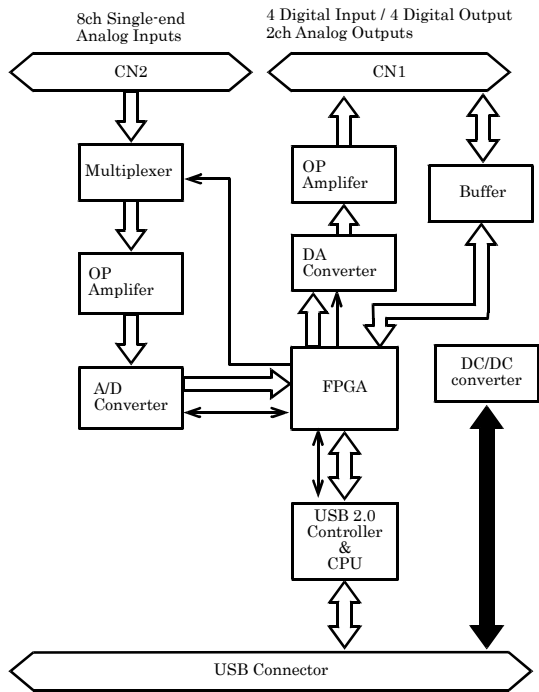 8ch Single-end
Analog Inputs
4 Digital Input / 4 Digital Output
2ch Analog Outputs
CN2
CN1
Multiplexer
OP
Amplifer
Buffer
OP
Amplifer
DA
Converter
A/D
Converter
FPGA
DC/DC
converter
USB 2.0
Controller
&
CPU
USB Connector